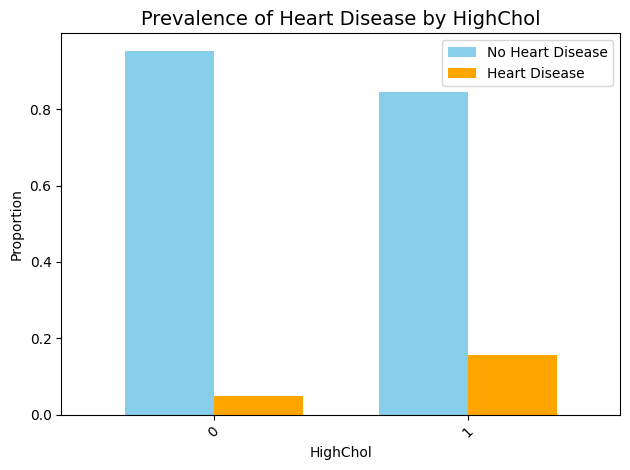 Prevalence of Heart Disease by HighChol
No Heart Disease
Heart Disease
0.8
0.6
0.4
0.2
0.0
Proportion
0
1
HighChol